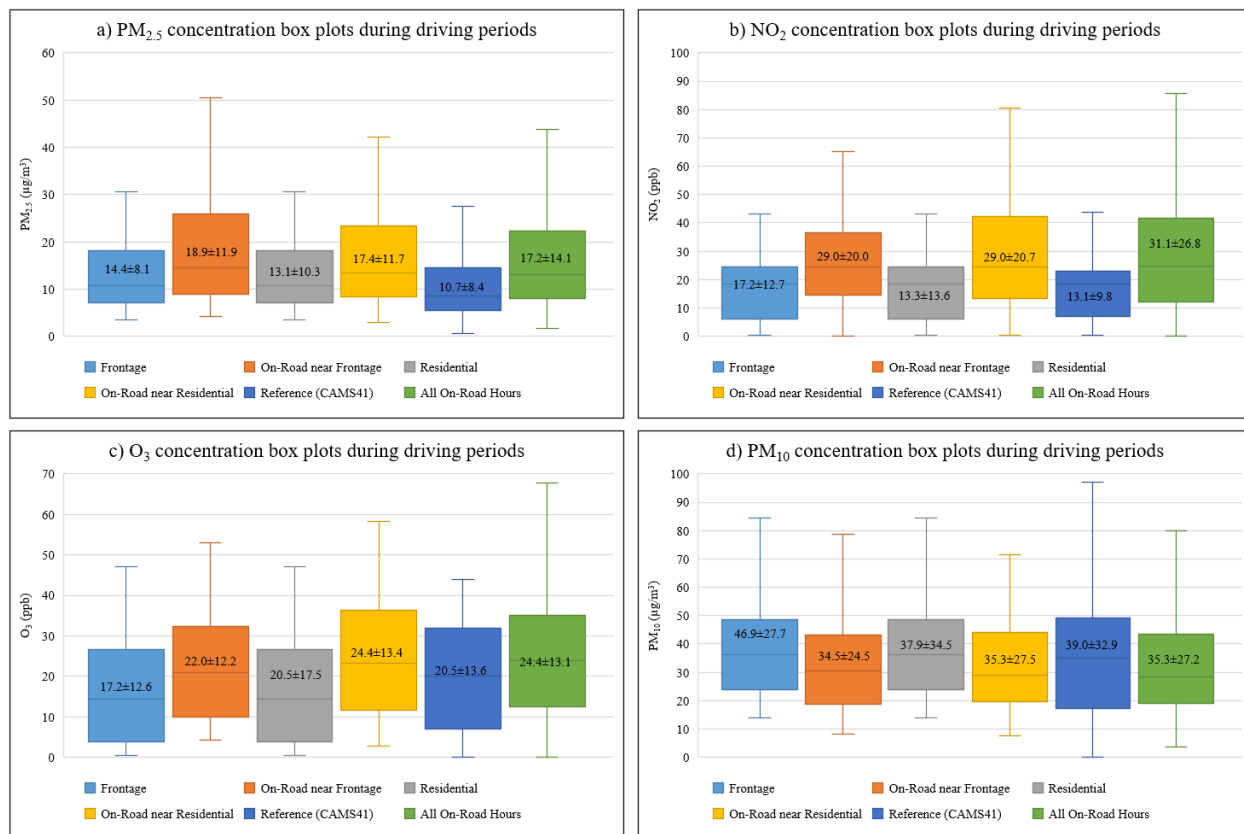 a) PM2.5 concentration box plots during driving periods
60
50
40
30
20
10
0
PM2.5 (µg/m³)
14.4±8.1
18.9±11.9
13.1±10.3
17.4±11.7
10.7±8.4
17.2±14.1
Frontage
On-Road near Frontage
Residential
On-Road near Residential
Reference (CAMS41)
All On-Road Hours
b) NO2 concentration box plots during driving periods
100
90
80
70
60
50
40
30
20
10
0
NO2 (ppb)
17.2±12.7
29.0±20.0
13.3±13.6
29.0±20.7
13.1±9.8
31.1±26.8
Frontage
On-Road near Frontage
Residential
On-Road near Residential
Reference (CAMS41)
All On-Road Hours
c) O3 concentration box plots during driving periods
70
60
50
40
30
20
10
0
O3 (ppb)
17.2±12.6
22.0±12.2
20.5±17.5
24.4±13.4
20.5±13.6
24.4±13.1
Frontage
On-Road near Frontage
Residential
On-Road near Residential
Reference (CAMS41)
All On-Road Hours
d) PM10 concentration box plots during driving periods
100
90
80
70
60
50
40
30
20
10
0
PM10 (µg/m³)
46.9±27.7
34.5±24.5
37.9±34.5
35.3±27.5
39.0±32.9
35.3±27.2
Frontage
On-Road near Frontage
Residential
On-Road near Residential
Reference (CAMS41)
All On-Road Hours